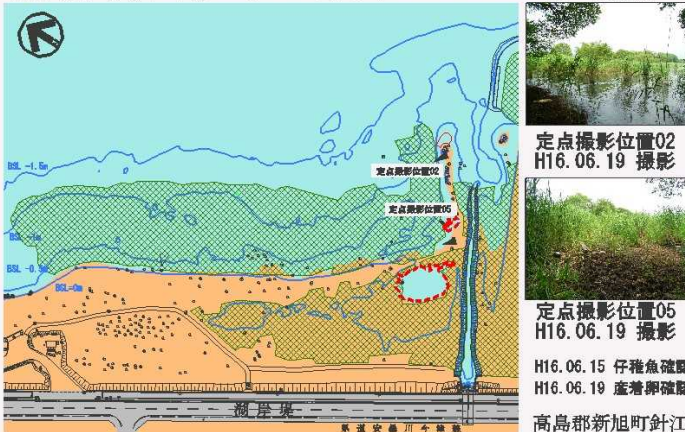 BSL -1.5m
定点撮影位置02
定点撮影位置05
BSL -1m
BSL -0.5m
BSL=0m
湖岸堤
定点撮影位置02
H16.06.19 撮影
定点撮影位置05
H16.06.19 撮影
H16.06.15 仔稚魚確認
H16.06.19 産着卵確認
高島郡新旭町針江